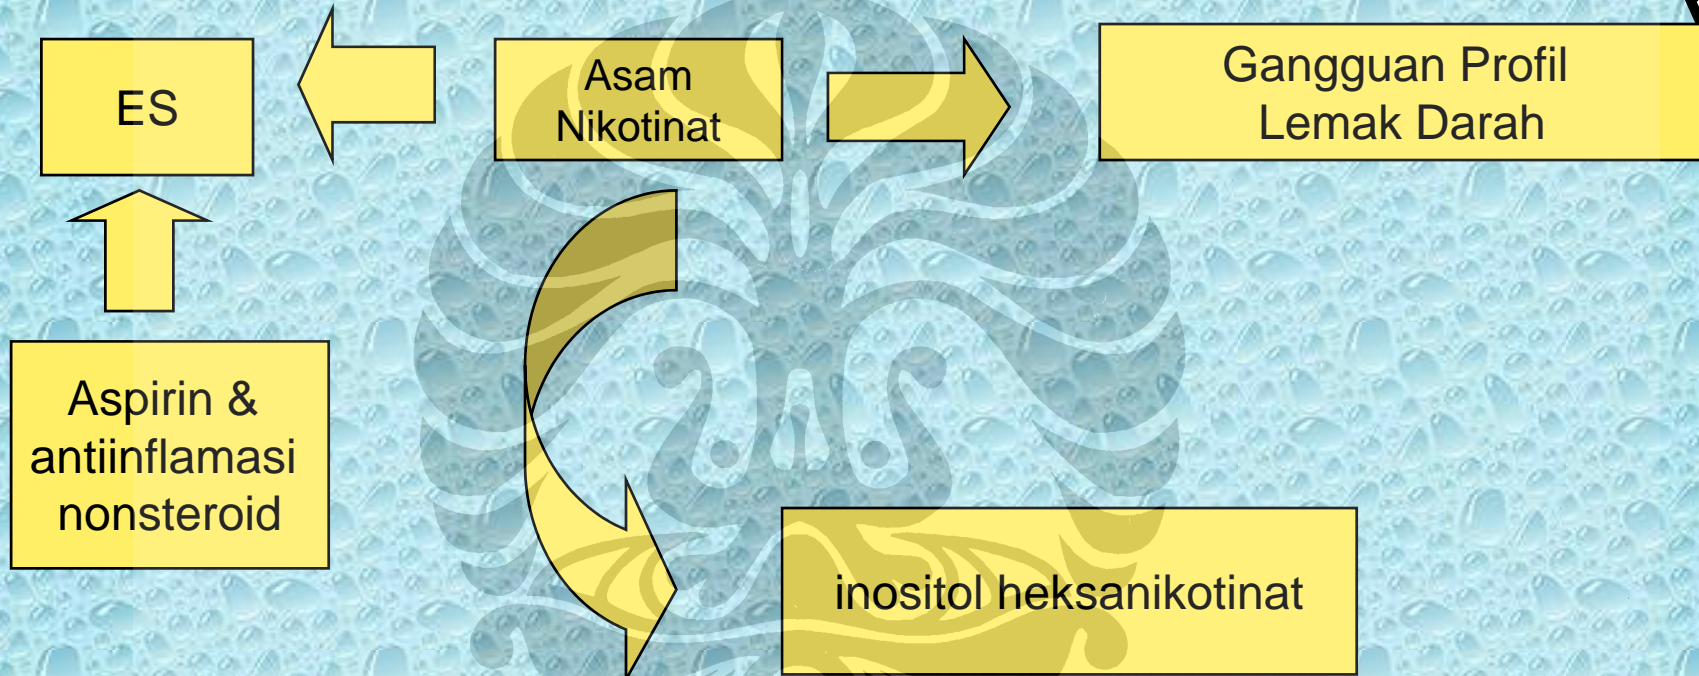 ES
Asam
Nikotinat
Gangguan Profil
Lemak Darah
Aspirin &
antiinflamasi
nonsteroid
inositol heksanikotinat